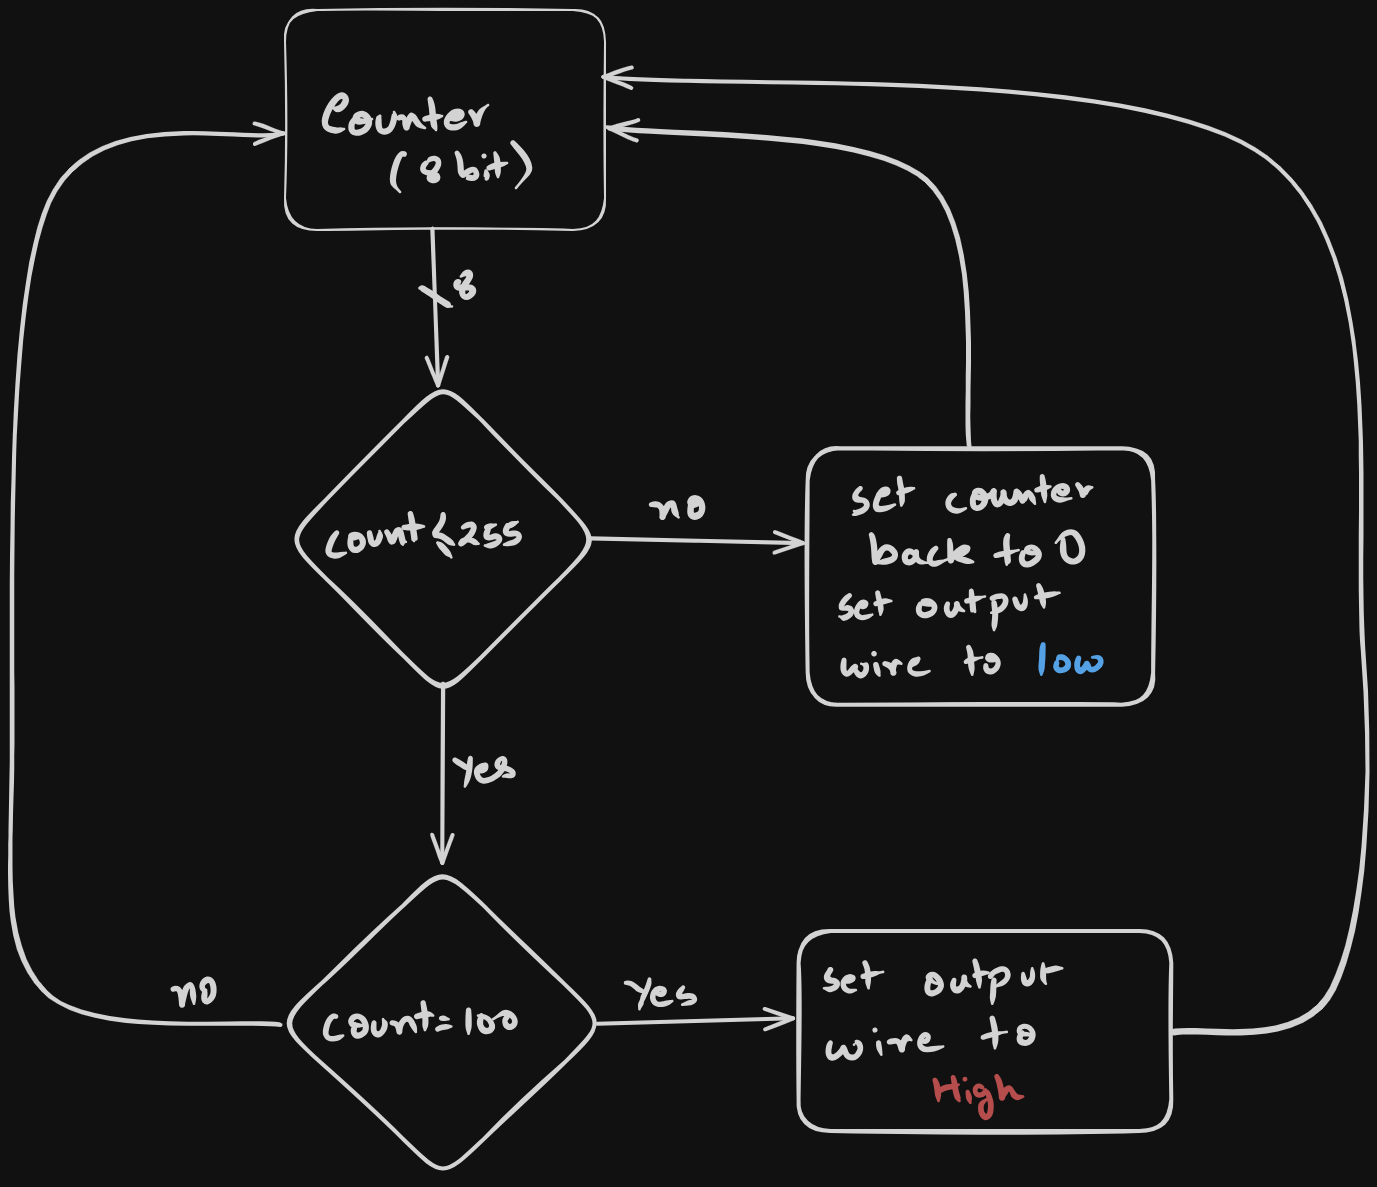 Counter
(8 bit)
8
count<255
no
set counter
back to 0
set output
wire to low
yes
count=100
no
yes
set output
wire to
High